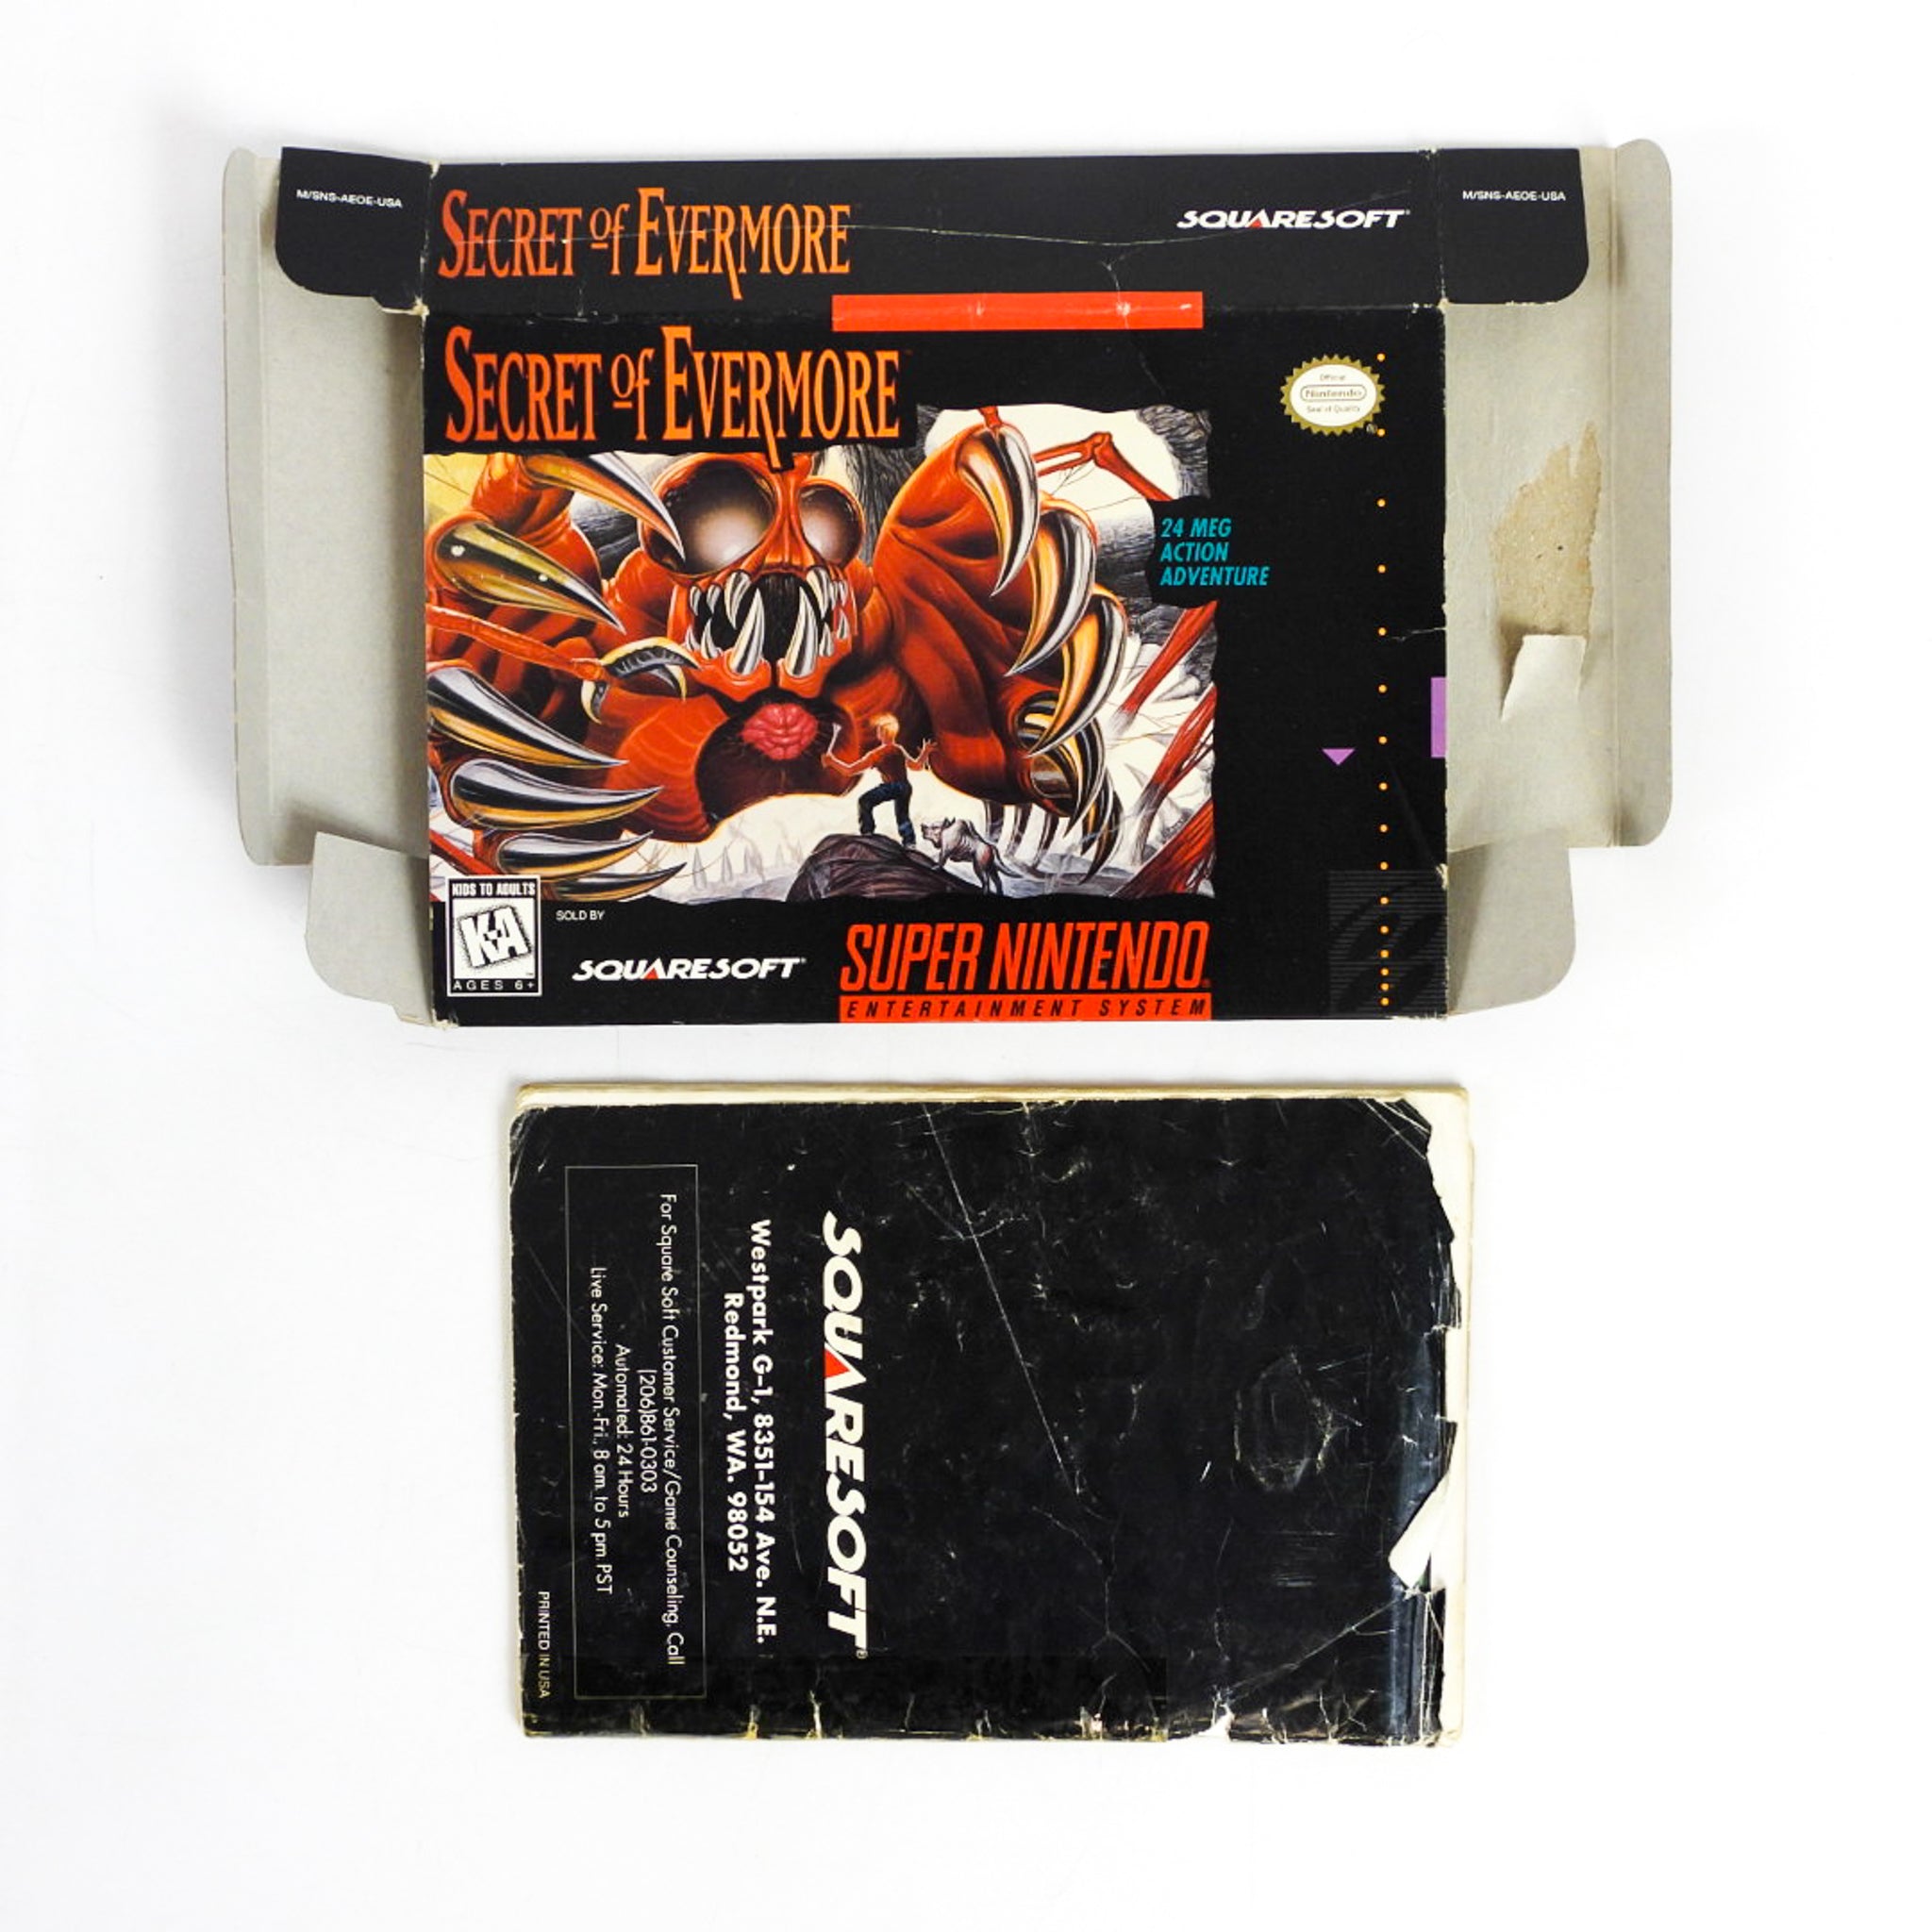 M/SNS-AEOE-USA
SECRET of EVERMORE
SQUARESOFT®
M/SNS-AEOE-USA
SECRET of EVERMORE™
Official
Nintendo
Seal of Quality
®
24 MEG
ACTION
ADVENTURE
KIDS TO ADULTS
K-A
AGES 6+
SOLD BY
SQUARESOFT®
SUPER NINTENDO®
ENTERTAINMENT SYSTEM
SQUARESOFT®
Westpark G-1, 8351-154 Ave. N.E.
Redmond, WA. 98052
For Square Soft Customer Service/Game Counseling, Call
(206)861-0303
Automated: 24 Hours
Live Service: Mon.-Fri., 8 am. to 5 pm. PST
PRINTED IN USA